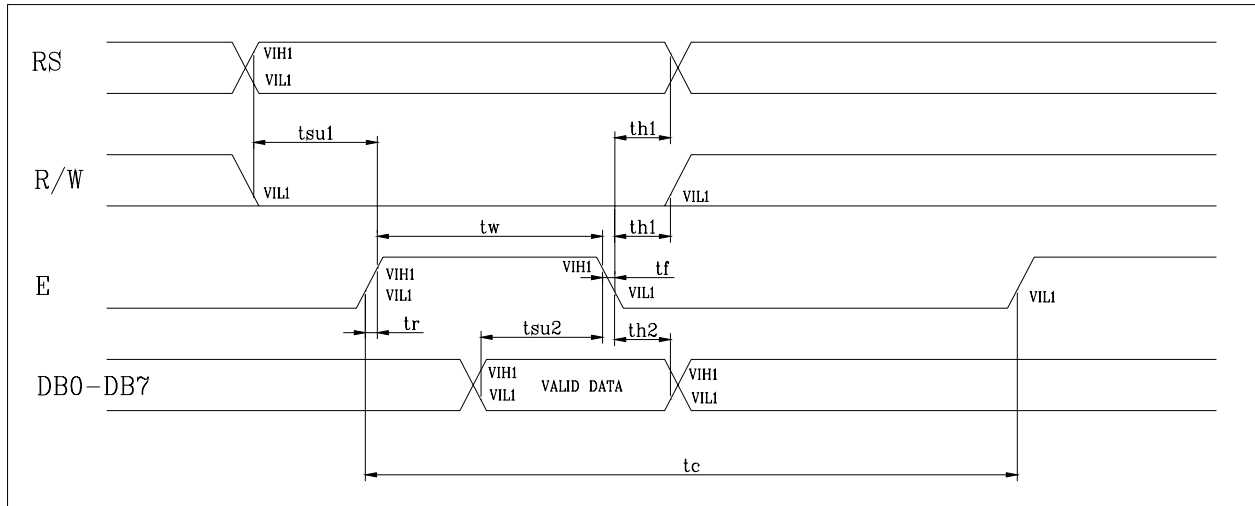 RS
VIH1
VIL1
tsu1
th1
R/W
VIL1
VIL1
tw
th1
E
VIH1
VIL1
VIH1
tf
VIL1
VIL1
tr
tsu2
th2
DB0-DB7
VIH1
VIL1
VALID DATA
VIH1
VIL1
tc